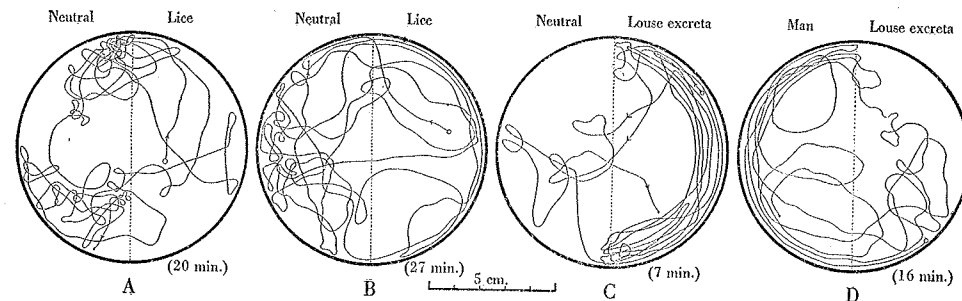 Neutral Lice Neutral Lice Neutral Louse excreta Man Louse excreta
(20 min.) (27 min.) (7 min.) (16 min.)
A B 5 cm. C D